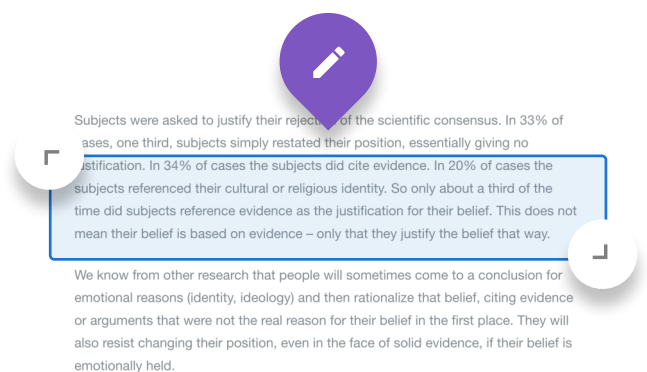 Subjects were asked to justify their of the scientific consensus. In 33% of
cases, one third, subjects simply restated their position, essentially giving no
justification. In 34% of cases the subjects did cite evidence. In 20% of cases the
subjects referenced their cultural or religious identity. So only about a third of the
time did subjects reference evidence as the justification for their belief. This does not
mean their belief is based on evidence – only that they justify the belief that way.
We know from other research that people will sometimes come to a conclusion for
emotional reasons (identity, ideology) and then rationalize that belief, citing evidence
or arguments that were not the real reason for their belief in the first place. They will
also resist changing their position, even in the face of solid evidence, if their belief is
emotionally held.